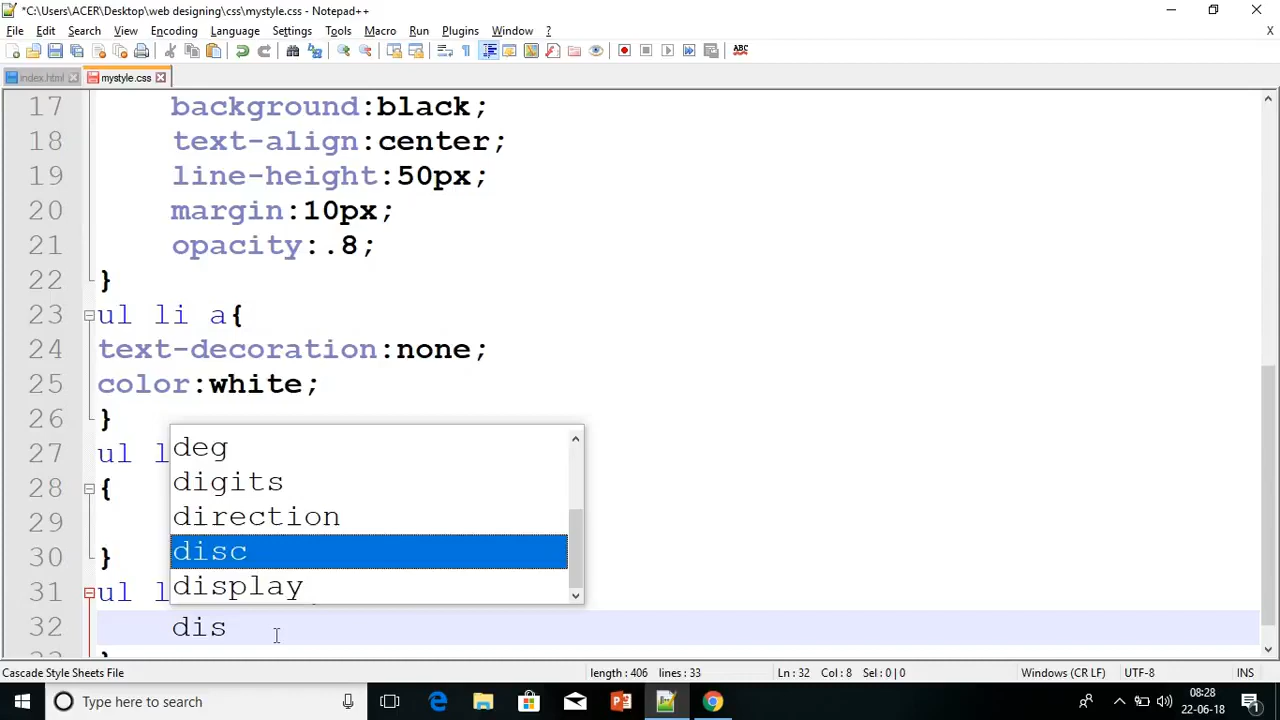 *C:\Users\ACER\Desktop\web designing\css\mystyle.css - Notepad++
File Edit Search View Encoding Language Settings Tools Macro Run Plugins Window ?
X
ABC
index.html mystyle.css
17 background:black;
18 text-align:center;
19 line-height:50px;
20 margin:10px;
21 opacity:.8;
22 }
23 ul li a{
24 text-decoration:none;
25 color:white;
26 }
deg
27 ul l
digits
28 {
direction
29
disc
30 }
display
31 ul l
32 dis
Cascade Style Sheets File length : 406 lines : 33 Ln : 32 Col : 8 Sel : 0 | 0 Windows (CR LF) UTF-8 INS
Type here to search
08:28
22-06-18
1